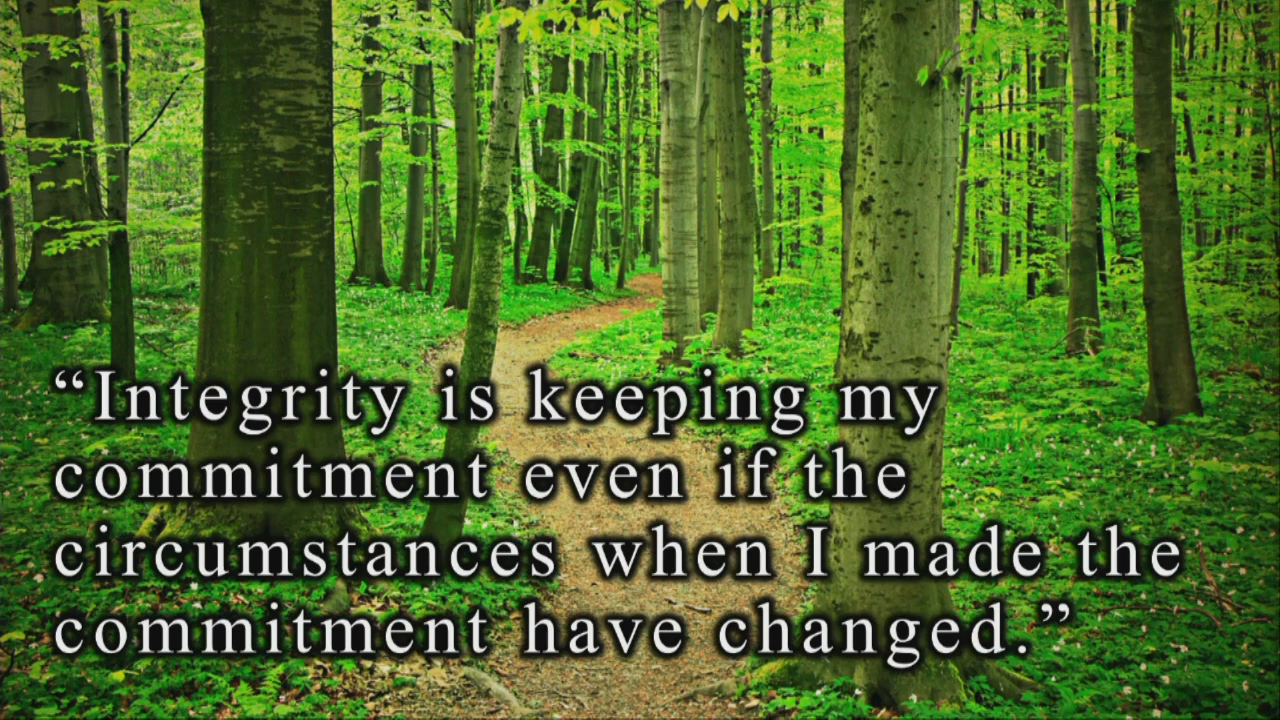 “Integrity is keeping my
commitment even if the
circumstances when I made the
commitment have changed.”